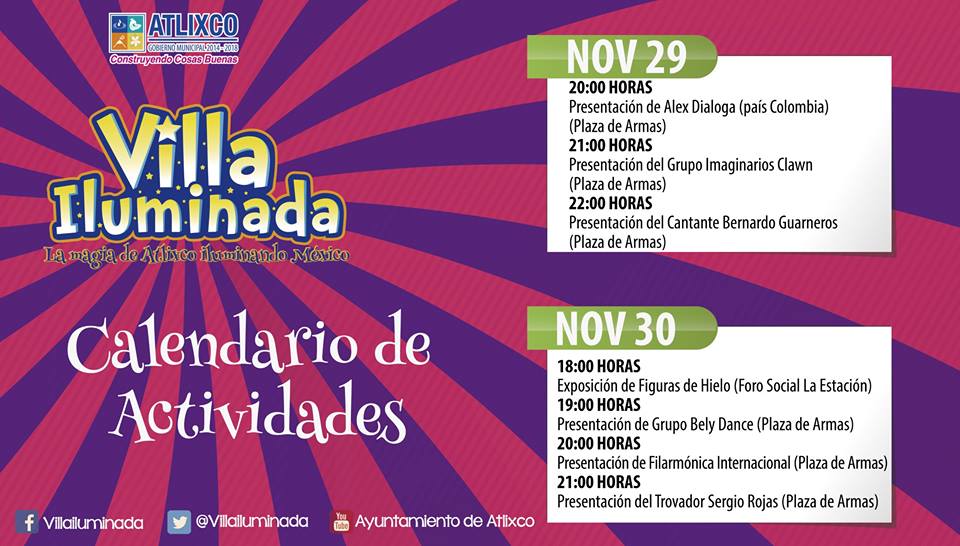 ATLIXCO
GOBIERNO MUNICIPAL 2014 - 2018
Construyendo Cosas Buenas
Villa
Iluminada
La magia de Atlixco iluminando México
Calendario de
Actividades
NOV 29
20:00 HORAS
Presentación de Alex Dialoga (país Colombia)
(Plaza de Armas)
21:00 HORAS
Presentación del Grupo Imaginarios Clawn
(Plaza de Armas)
22:00 HORAS
Presentación del Cantante Bernardo Guarneros
(Plaza de Armas)
NOV 30
18:00 HORAS
Exposición de Figuras de Hielo (Foro Social La Estación)
19:00 HORAS
Presentación de Grupo Bely Dance (Plaza de Armas)
20:00 HORAS
Presentación de Filarmónica Internacional (Plaza de Armas)
21:00 HORAS
Presentación del Trovador Sergio Rojas (Plaza de Armas)
f Villailuminada
@Villailuminada
You Tube Ayuntamiento de Atlixco